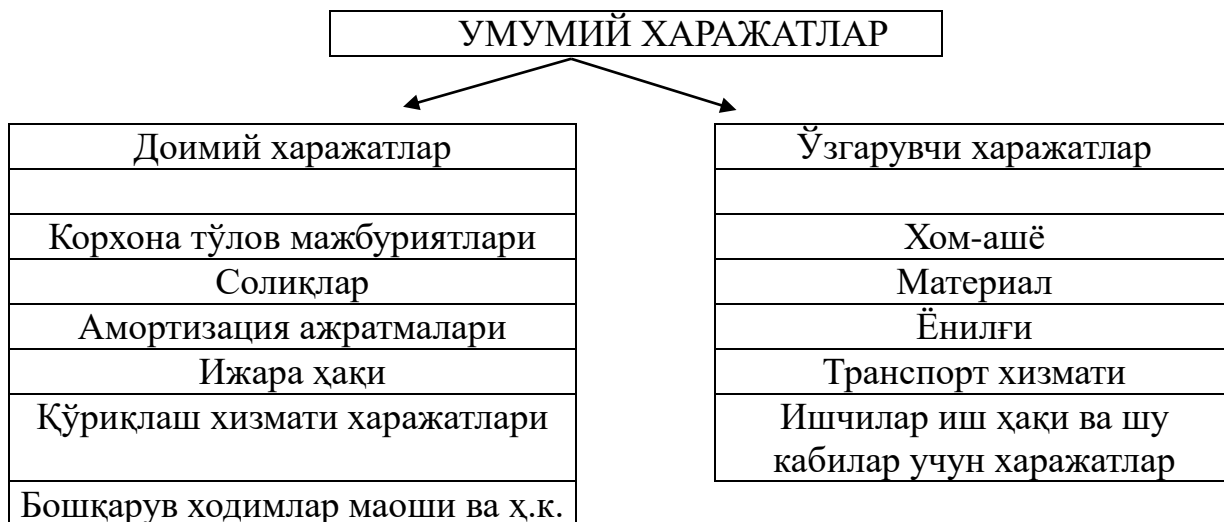 УМУМИЙ ХАРАЖАТЛАР
Доимий харажатлар
Корхона тўлов мажбуриятлари
Солиқлар
Амортизация ажратмалари
Ижара ҳақи
Қўриқлаш хизмати харажатлари
Бошқарув ходимлар маоши ва ҳ.к.
Ўзгарувчи харажатлар
Хом-ашё
Материал
Ёнилғи
Транспорт хизмати
Ишчилар иш ҳақи ва шу
кабилар учун харажатлар